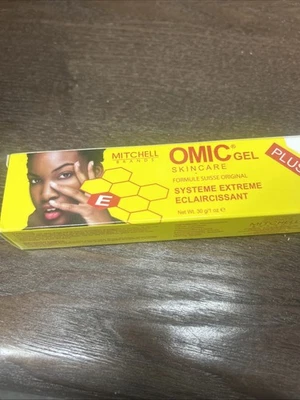 MITCHELL
BRANDS
OMIC® GEL
SKINCARE
PLUS
FORMULE SUISSE ORIGINAL
SYSTEME EXTREME
ECLAIRCISSANT
Net Wt. 30 g/1 oz e
E